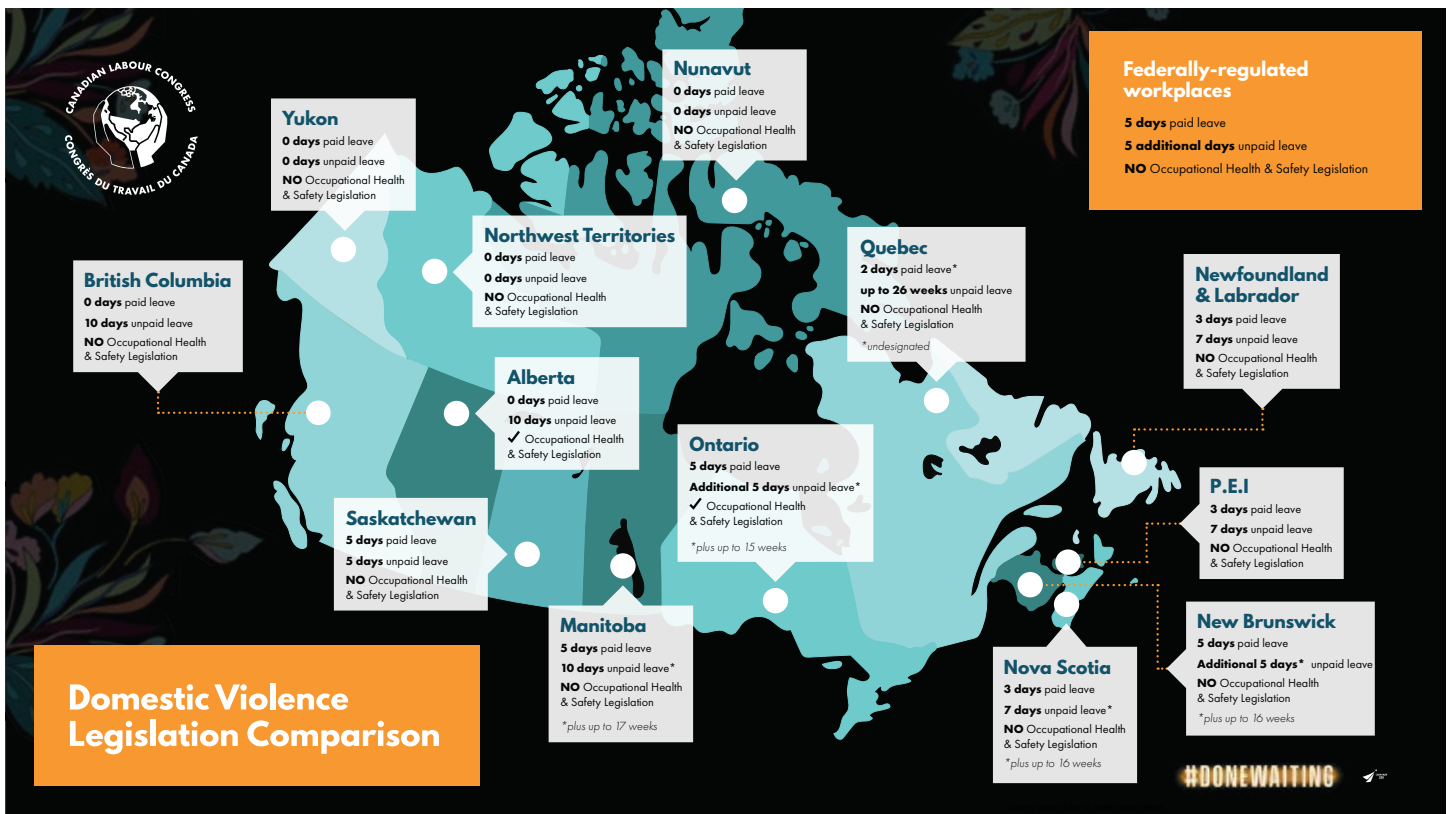 CANADIAN LABOUR CONGRESS
CONGRÈS DU TRAVAIL DU CANADA
Federally-regulated
workplaces
5 days paid leave
5 additional days unpaid leave
NO Occupational Health & Safety Legislation
Nunavut
0 days paid leave
0 days unpaid leave
NO Occupational Health
& Safety Legislation
Yukon
0 days paid leave
0 days unpaid leave
NO Occupational Health
& Safety Legislation
Northwest Territories
0 days paid leave
0 days unpaid leave
NO Occupational Health
& Safety Legislation
British Columbia
0 days paid leave
10 days unpaid leave
NO Occupational Health
& Safety Legislation
Quebec
2 days paid leave*
up to 26 weeks unpaid leave
NO Occupational Health
& Safety Legislation
*undesignated
Newfoundland
& Labrador
3 days paid leave
7 days unpaid leave
NO Occupational Health
& Safety Legislation
Alberta
0 days paid leave
10 days unpaid leave
✓ Occupational Health
& Safety Legislation
Ontario
5 days paid leave
Additional 5 days unpaid leave*
✓ Occupational Health
& Safety Legislation
*plus up to 15 weeks
P.E.I
3 days paid leave
7 days unpaid leave
NO Occupational Health
& Safety Legislation
Saskatchewan
5 days paid leave
5 days unpaid leave
NO Occupational Health
& Safety Legislation
Manitoba
5 days paid leave
10 days unpaid leave*
NO Occupational Health
& Safety Legislation
*plus up to 17 weeks
New Brunswick
5 days paid leave
Additional 5 days* unpaid leave
NO Occupational Health
& Safety Legislation
*plus up to 16 weeks
Nova Scotia
3 days paid leave
7 days unpaid leave*
NO Occupational Health
& Safety Legislation
*plus up to 16 weeks
Domestic Violence
Legislation Comparison
#DONEWAITING